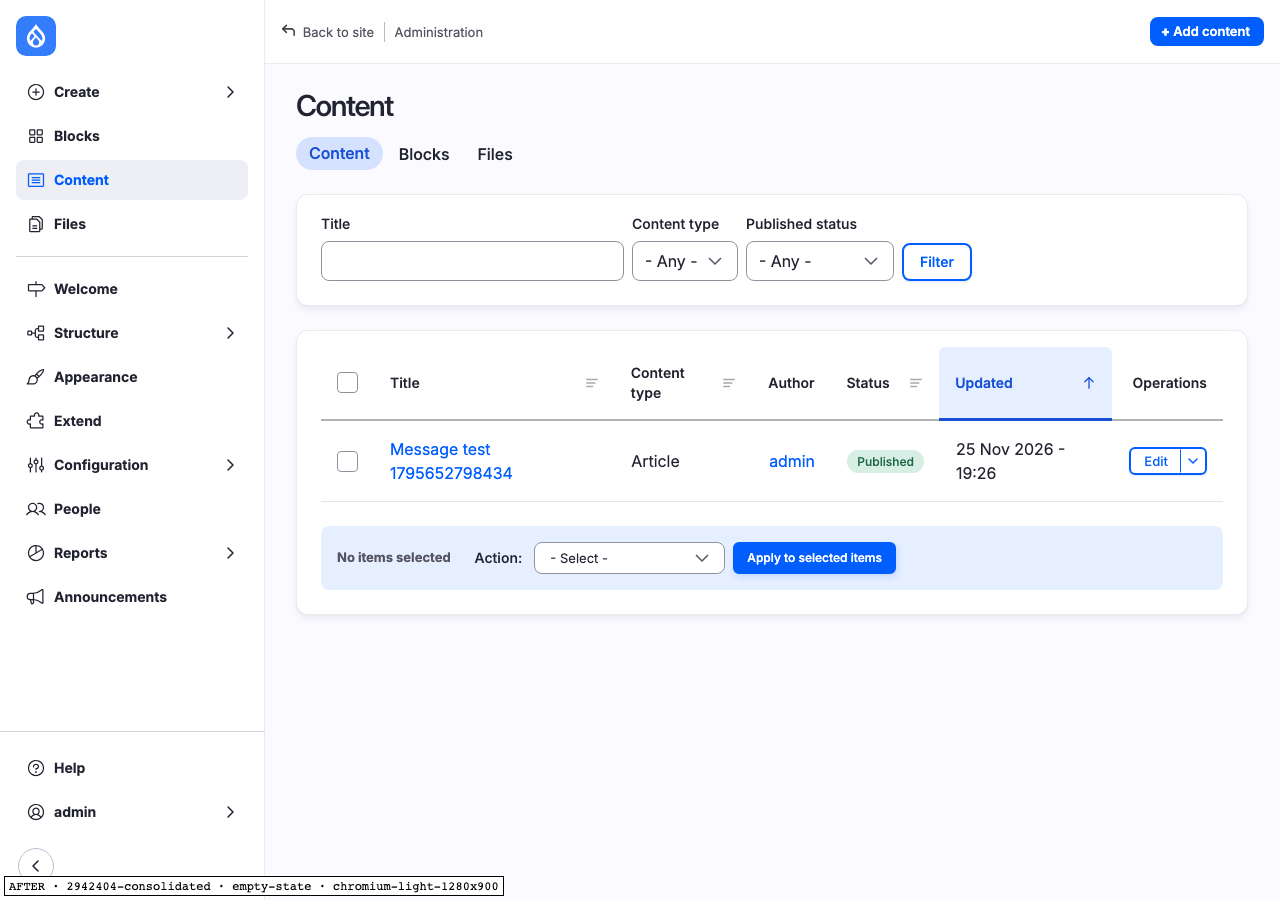 Back to site
Administration
+ Add content
Create
Blocks
Content
Files
Welcome
Structure
Appearance
Extend
Configuration
People
Reports
Announcements
Help
admin
Content
Content
Blocks
Files
Title
Content type
Published status
- Any -
- Any -
Filter
Title
Content
type
Author
Status
Updated
Operations
Message test
1795652798434
Article
admin
Published
25 Nov 2026 -
19:26
Edit
No items selected
Action:
- Select -
Apply to selected items
AFTER · 2942404-consolidated · empty-state · chromium-light-1280x900